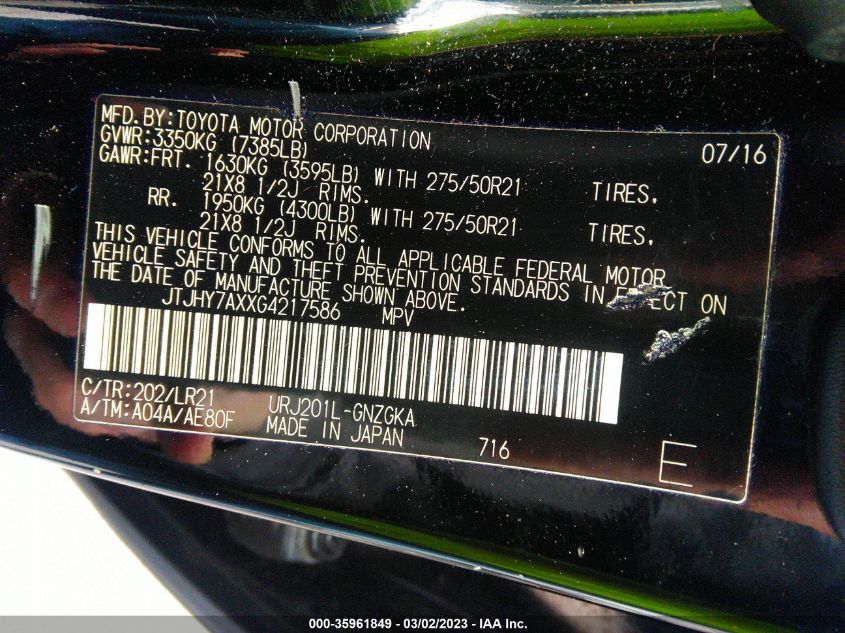 MFD.BY:TOYOTA MOTOR CORPORATION 07/16
GVWR:3350KG (7385LB)
GAWR:FRT. 1630KG (3595LB) WITH 275/50R21 TIRES,
21X8 1/2J RIMS.
RR. 1950KG (4300LB) WITH 275/50R21 TIRES,
21X8 1/2J RIMS.
THIS VEHICLE CONFORMS TO ALL APPLICABLE FEDERAL MOTOR
VEHICLE SAFETY AND THEFT PREVENTION STANDARDS IN EFFECT ON
THE DATE OF MANUFACTURE SHOWN ABOVE.
JTJHY7AXXG4217586 MPV
C/TR:202/LR21 URJ201L-GNZGKA
A/TM:A04A/AE80F MADE IN JAPAN 716 E
000-35961849 - 03/02/2023 - IAA Inc.